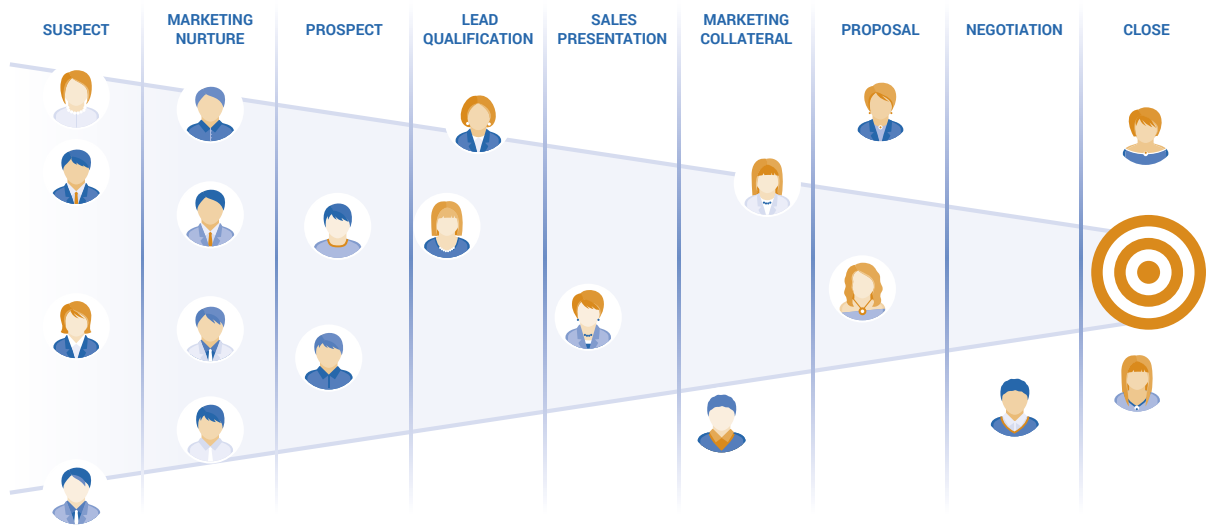 SUSPECT
MARKETING
NURTURE
PROSPECT
LEAD
QUALIFICATION
SALES
PRESENTATION
MARKETING
COLLATERAL
PROPOSAL
NEGOTIATION
CLOSE